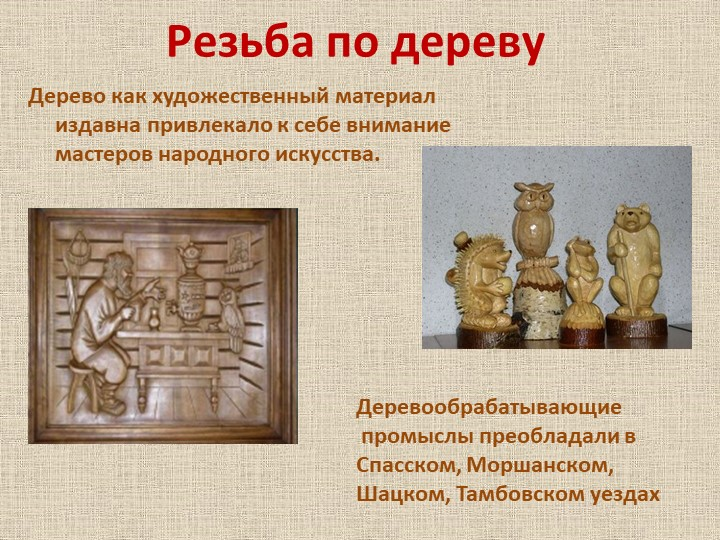 Резьба по дереву
Дерево как художественный материал
издавна привлекало к себе внимание
мастеров народного искусства.
Деревообрабатывающие
промыслы преобладали в
Спасском, Моршанском,
Шацком, Тамбовском уездах